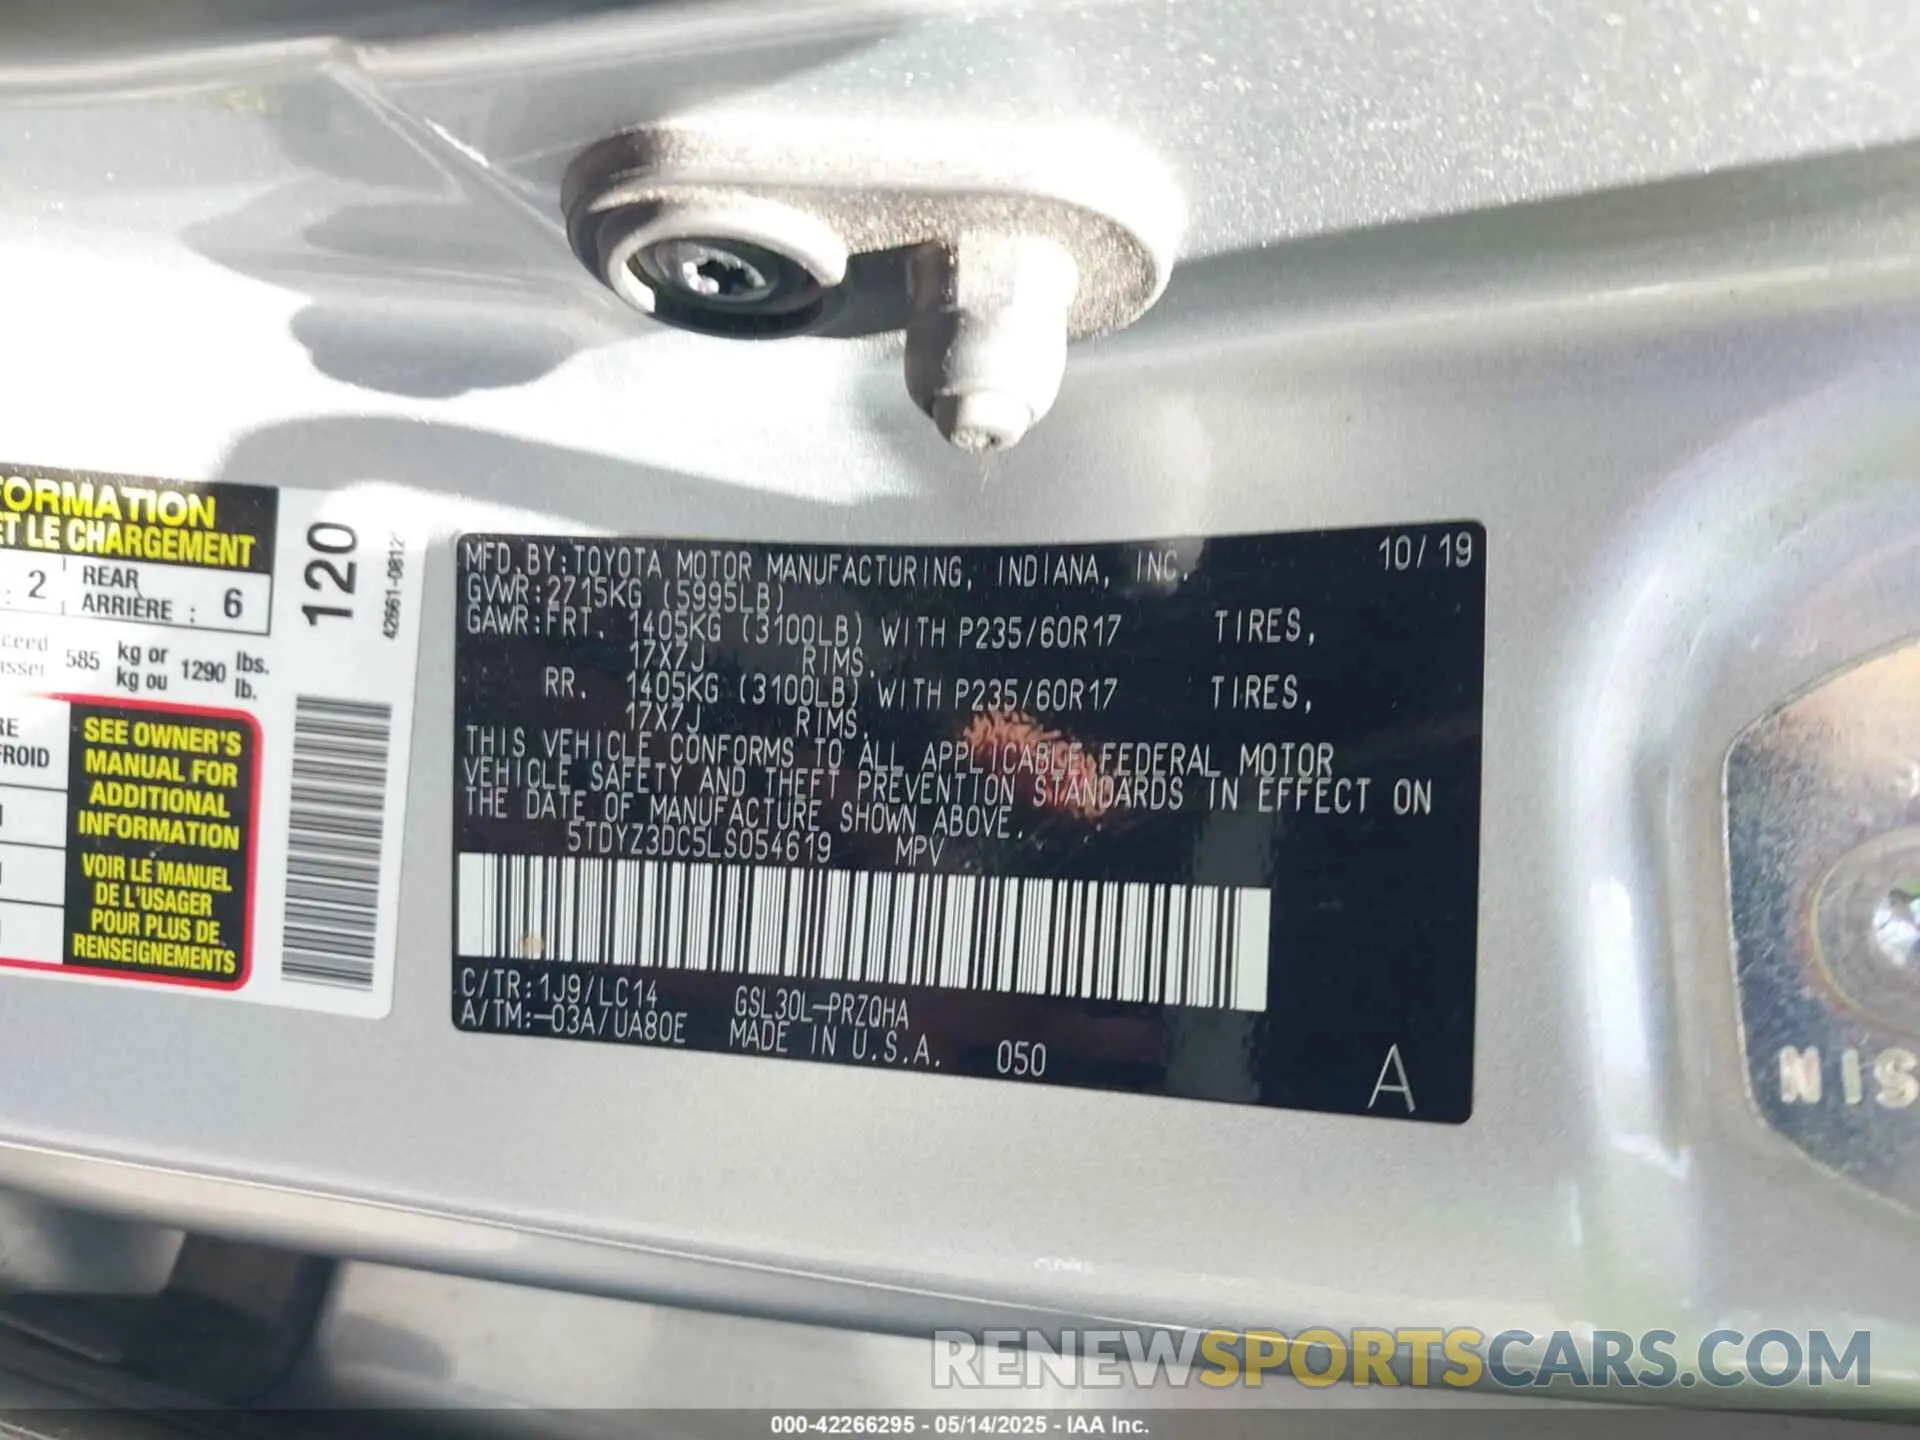 FORMATION
ET LE CHARGEMENT
: 2 REAR ARRIÈRE : 6
585 kg or kg ou 1290 lbs. lb.
FROID
SEE OWNER'S
MANUAL FOR
ADDITIONAL
INFORMATION
VOIR LE MANUEL
DE L'USAGER
POUR PLUS DE
RENSEIGNEMENTS
120
MFD.BY:TOYOTA MOTOR MANUFACTURING, INDIANA, INC. 10/19
GVWR:2715KG (5995LB)
GAWR:FRT. 1405KG (3100LB) WITH P235/60R17 TIRES,
17X7J RIMS.
RR. 1405KG (3100LB) WITH P235/60R17 TIRES,
17X7J RIMS.
THIS VEHICLE CONFORMS TO ALL APPLICABLE FEDERAL MOTOR
VEHICLE SAFETY AND THEFT PREVENTION STANDARDS IN EFFECT ON
THE DATE OF MANUFACTURE SHOWN ABOVE.
5TDYZ3DC5LS054619 MPV
C/TR:1J9/LC14 GSL30L-PRZQHA
A/TM:-03A/UA80E MADE IN U.S.A. 050
A
NIS
RENEWSPORTSCARS.COM
000-42266295 - 05/14/2025 - IAA Inc.